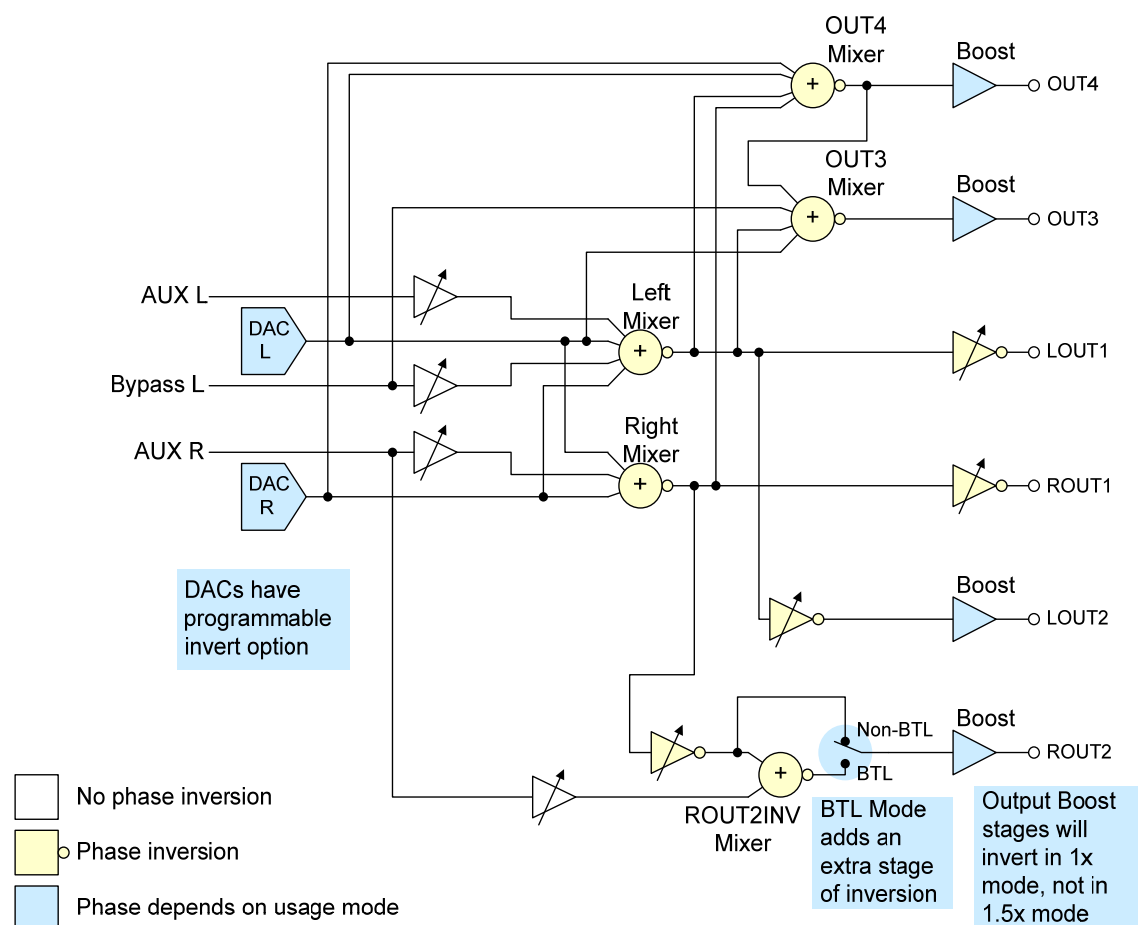 OUT4
Mixer
Boost
+
OUT4
OUT3
Mixer
Boost
+
OUT3
AUX L
DAC
L
Left
Mixer
+
LOUT1
Bypass L
AUX R
Right
Mixer
DAC
R
+
ROUT1
DACs have
programmable
invert option
Boost
LOUT2
Boost
Non-BTL
ROUT2
+
BTL
ROUT2INV
Mixer
BTL Mode
adds an
extra stage
of inversion
Output Boost
stages will
invert in 1x
mode, not in
1.5x mode
No phase inversion
Phase inversion
Phase depends on usage mode